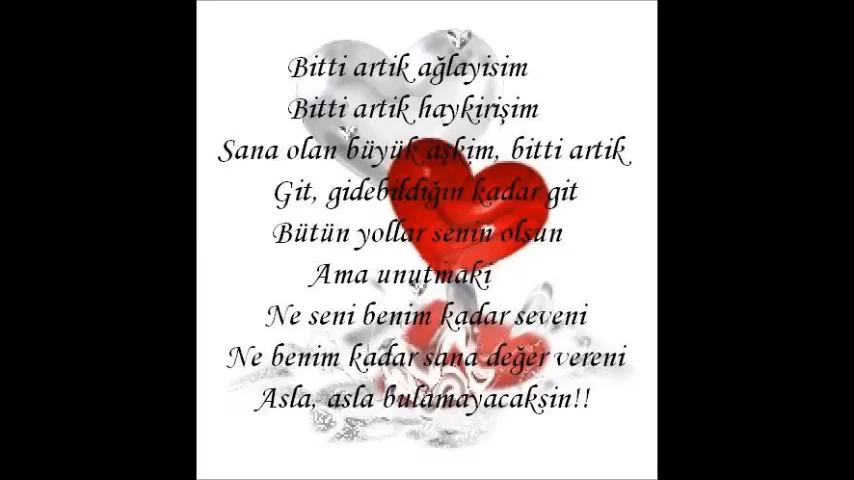 Bitti artik ağlayisim
Bitti artik haykirişim
Sana olan büyük aşkim, bitti artik
Git, gidebildiğin kadar git
Bütün yollar senin olsun
Ama unutmaki
Ne seni benim kadar seveni
Ne benim kadar sana değer vereni
Asla, asla bulamayacaksin!!